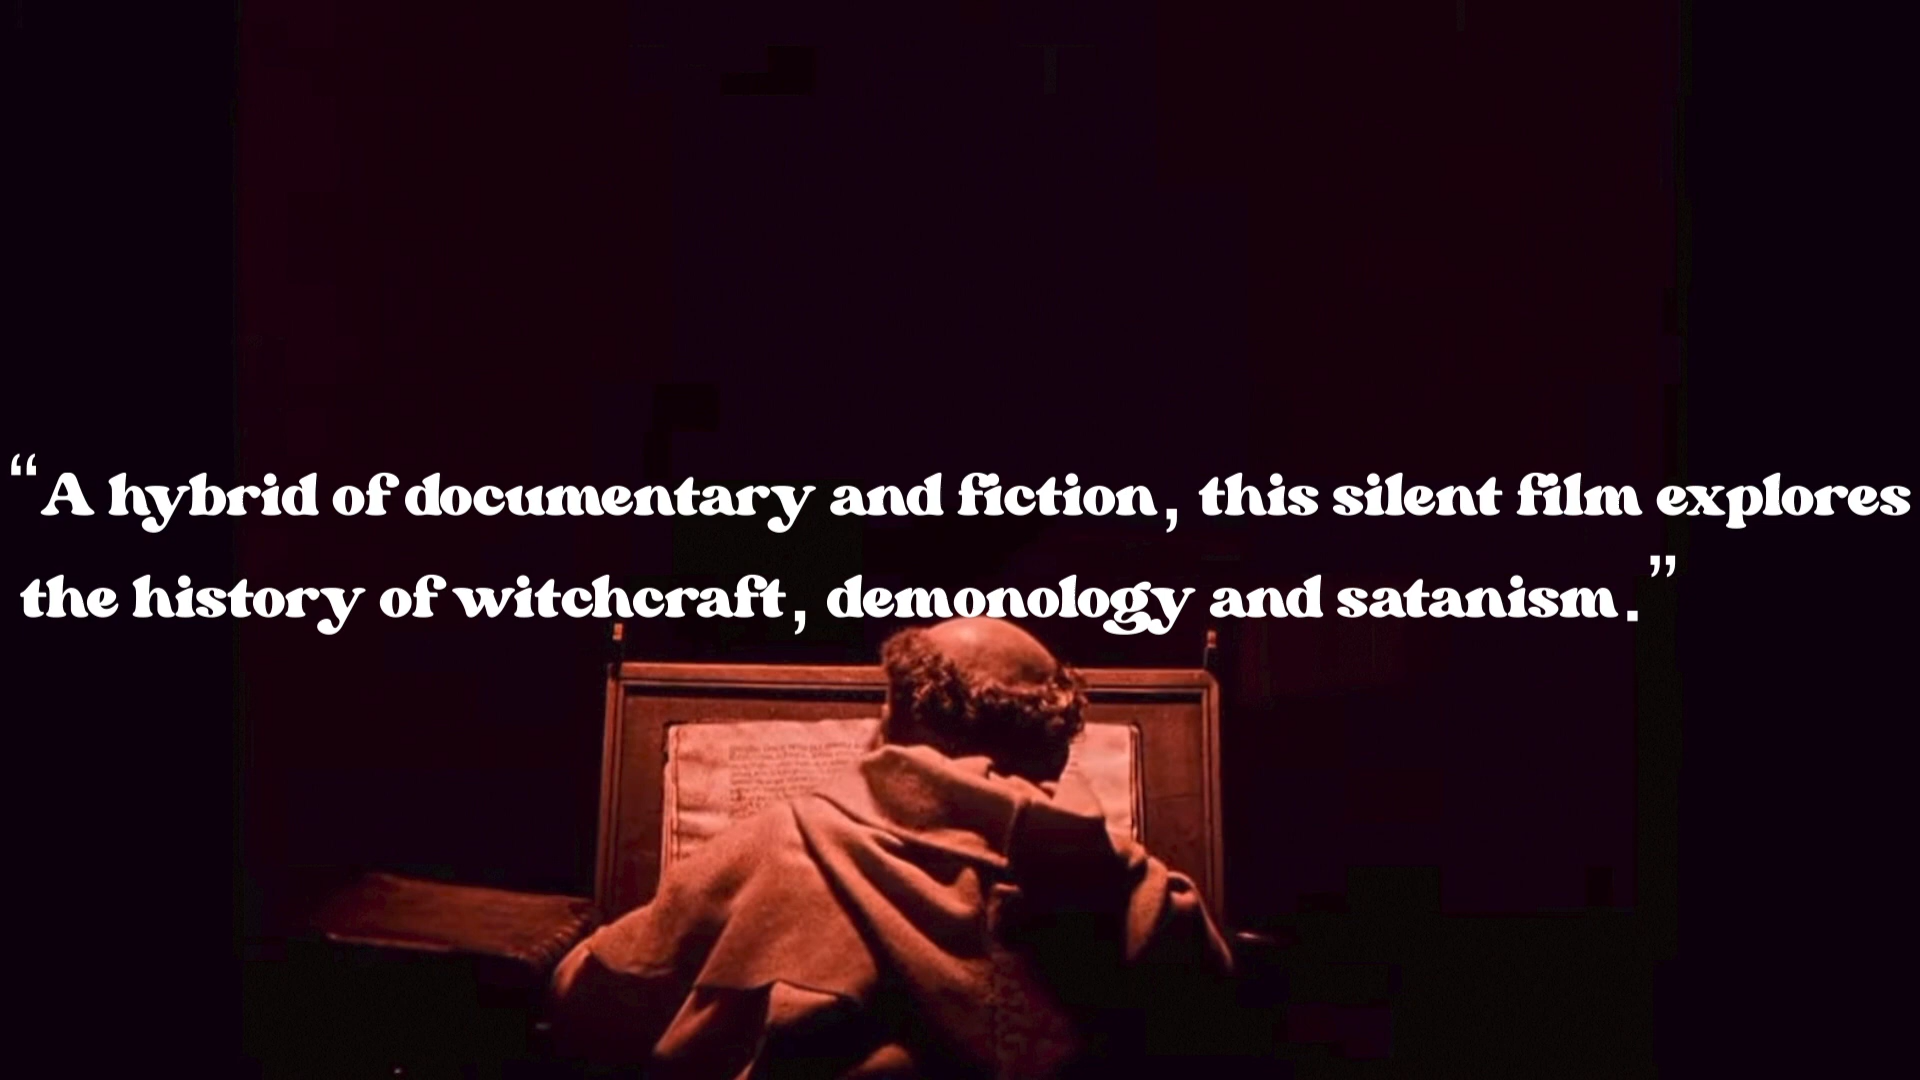 “A hybrid of documentary and fiction, this silent film explores
the history of witchcraft, demonology and satanism.”